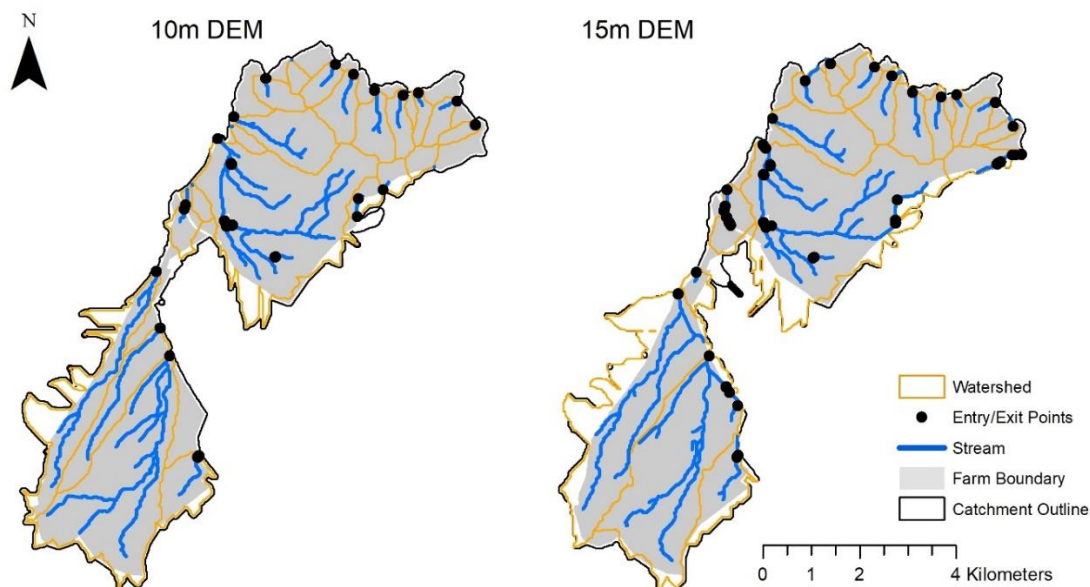 N
10m DEM
15m DEM
Watershed
Entry/Exit Points
Stream
Farm Boundary
Catchment Outline
0 1 2 4 Kilometers